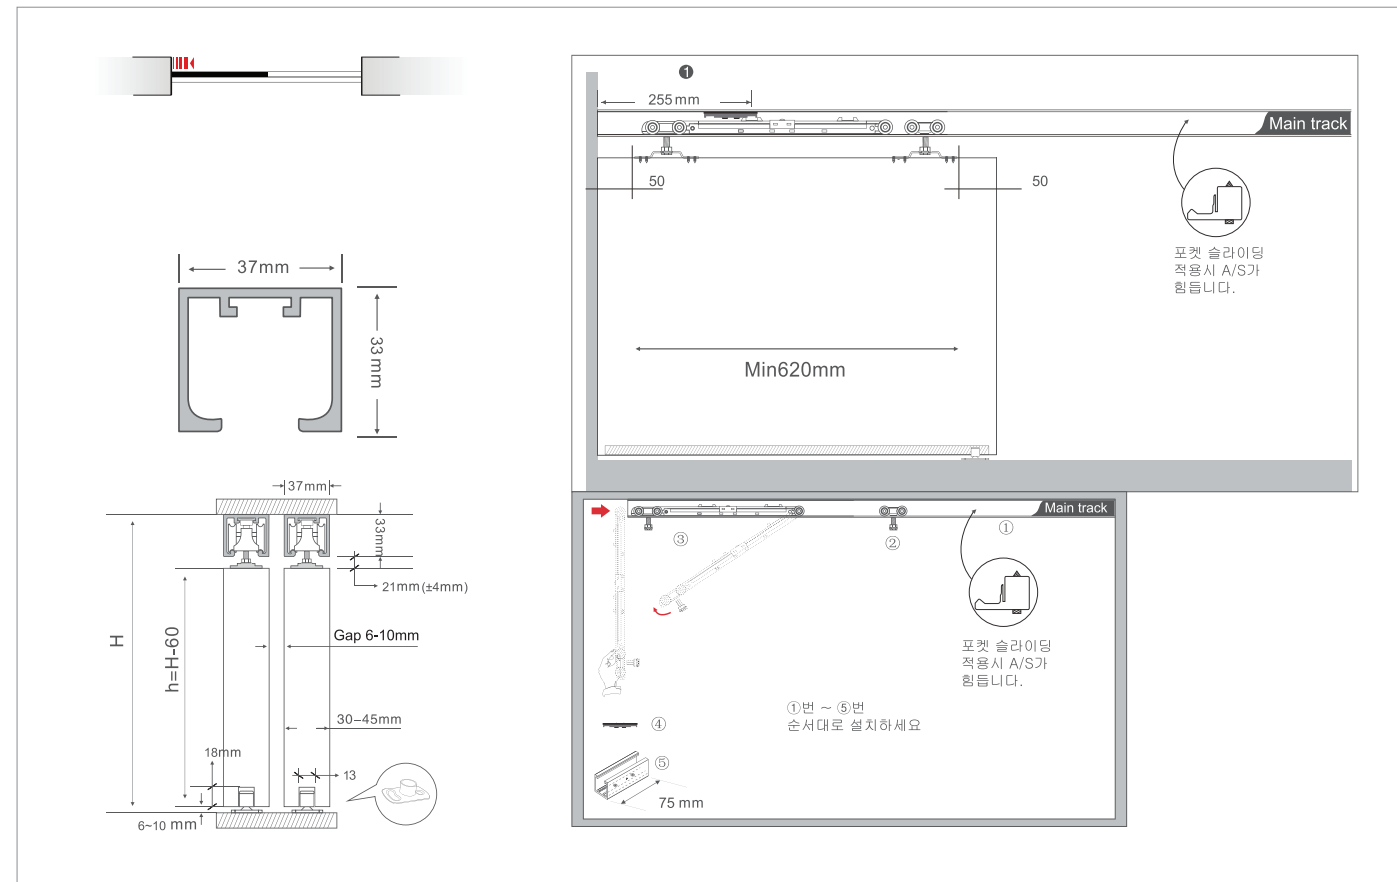 37mm
33mm
37mm
33mm
21mm(±4mm)
H
h=H-60
Gap 6-10mm
30–45mm
18mm
13
6~10 mm
❶
255mm
Main track
50
50
포켓 슬라이딩
적용시 A/S가
힘듭니다.
Min620mm
Main track
①
②
③
포켓 슬라이딩
적용시 A/S가
힘듭니다.
①번 ~ ⑤번
순서대로 설치하세요
④
⑤
75 mm